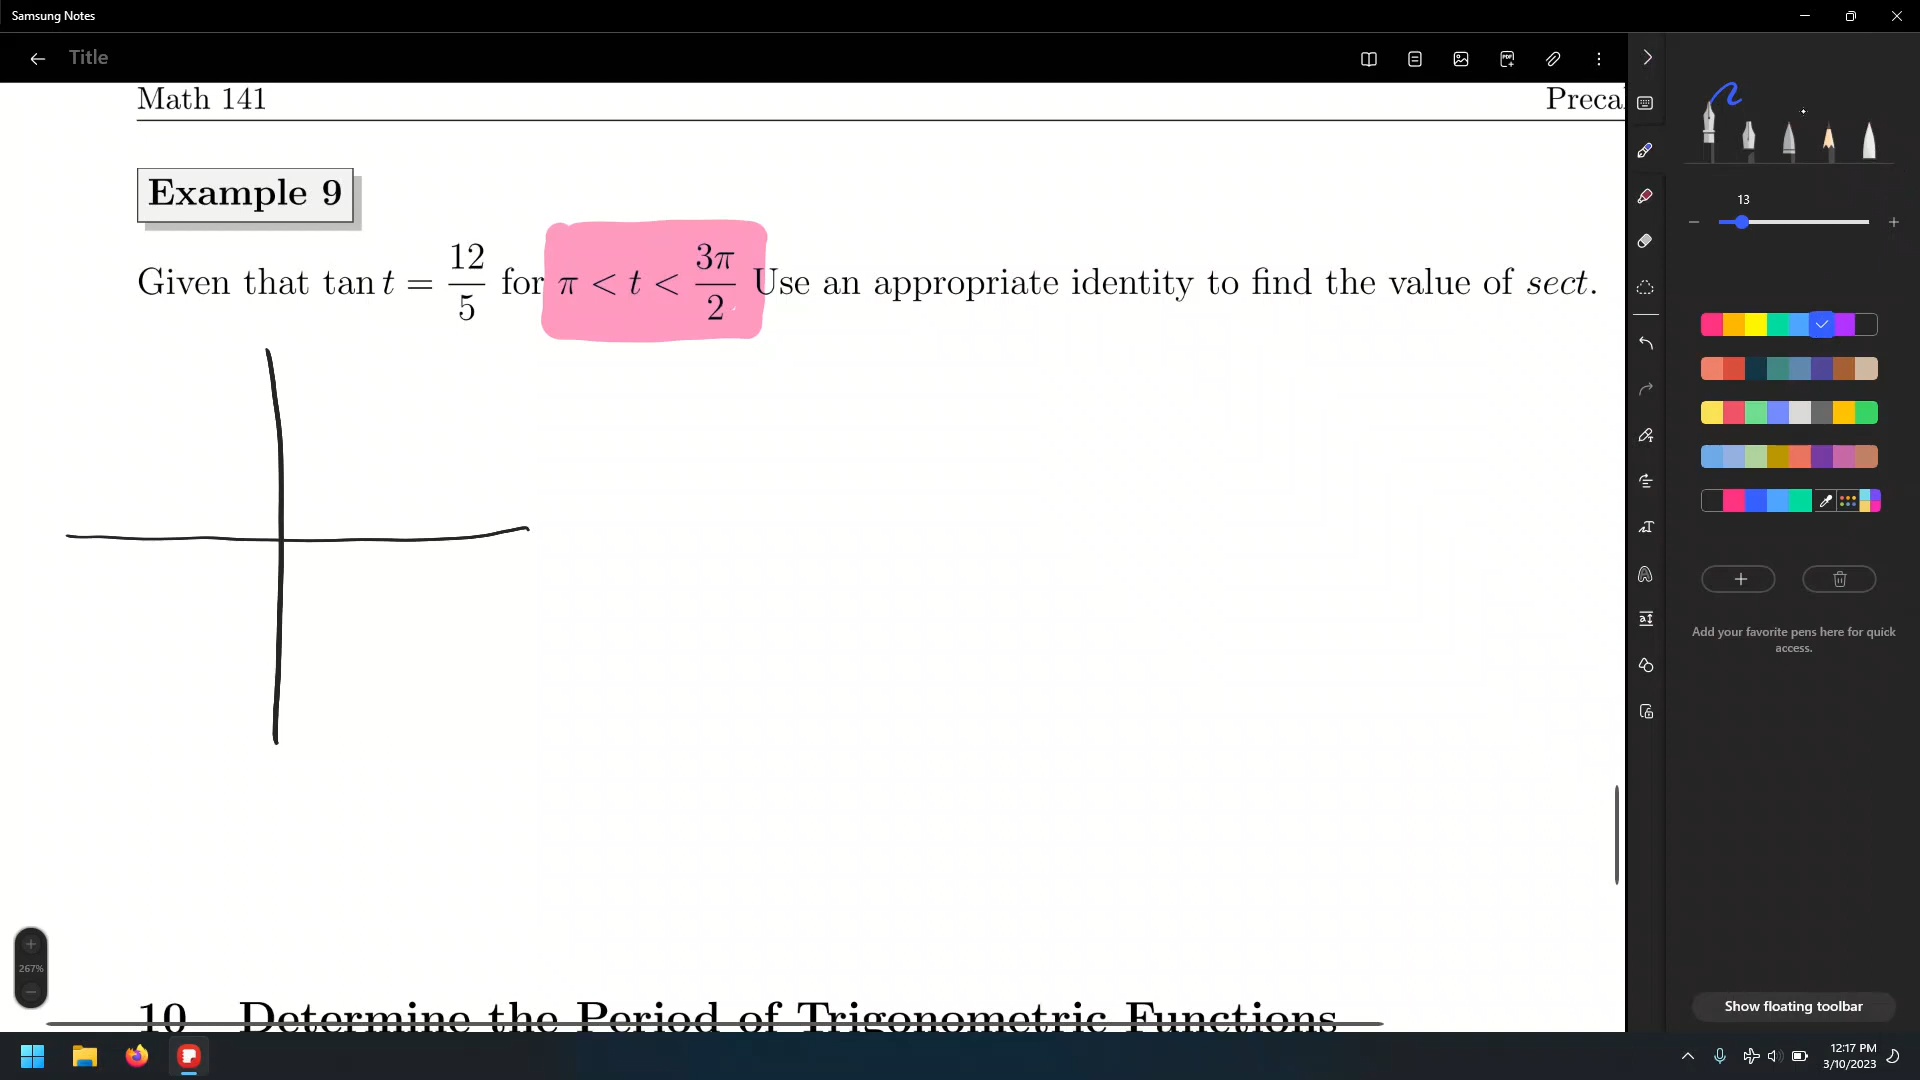 Samsung Notes
Title
Math 141
Preca
Example 9
Given that tan t = 12/5 for π < t < 3π/2 Use an appropriate identity to find the value of sect.
13
Add your favorite pens here for quick
access.
267%
10 Determine the Period of Trigonometric Functions
Show floating toolbar
12:17 PM
3/10/2023